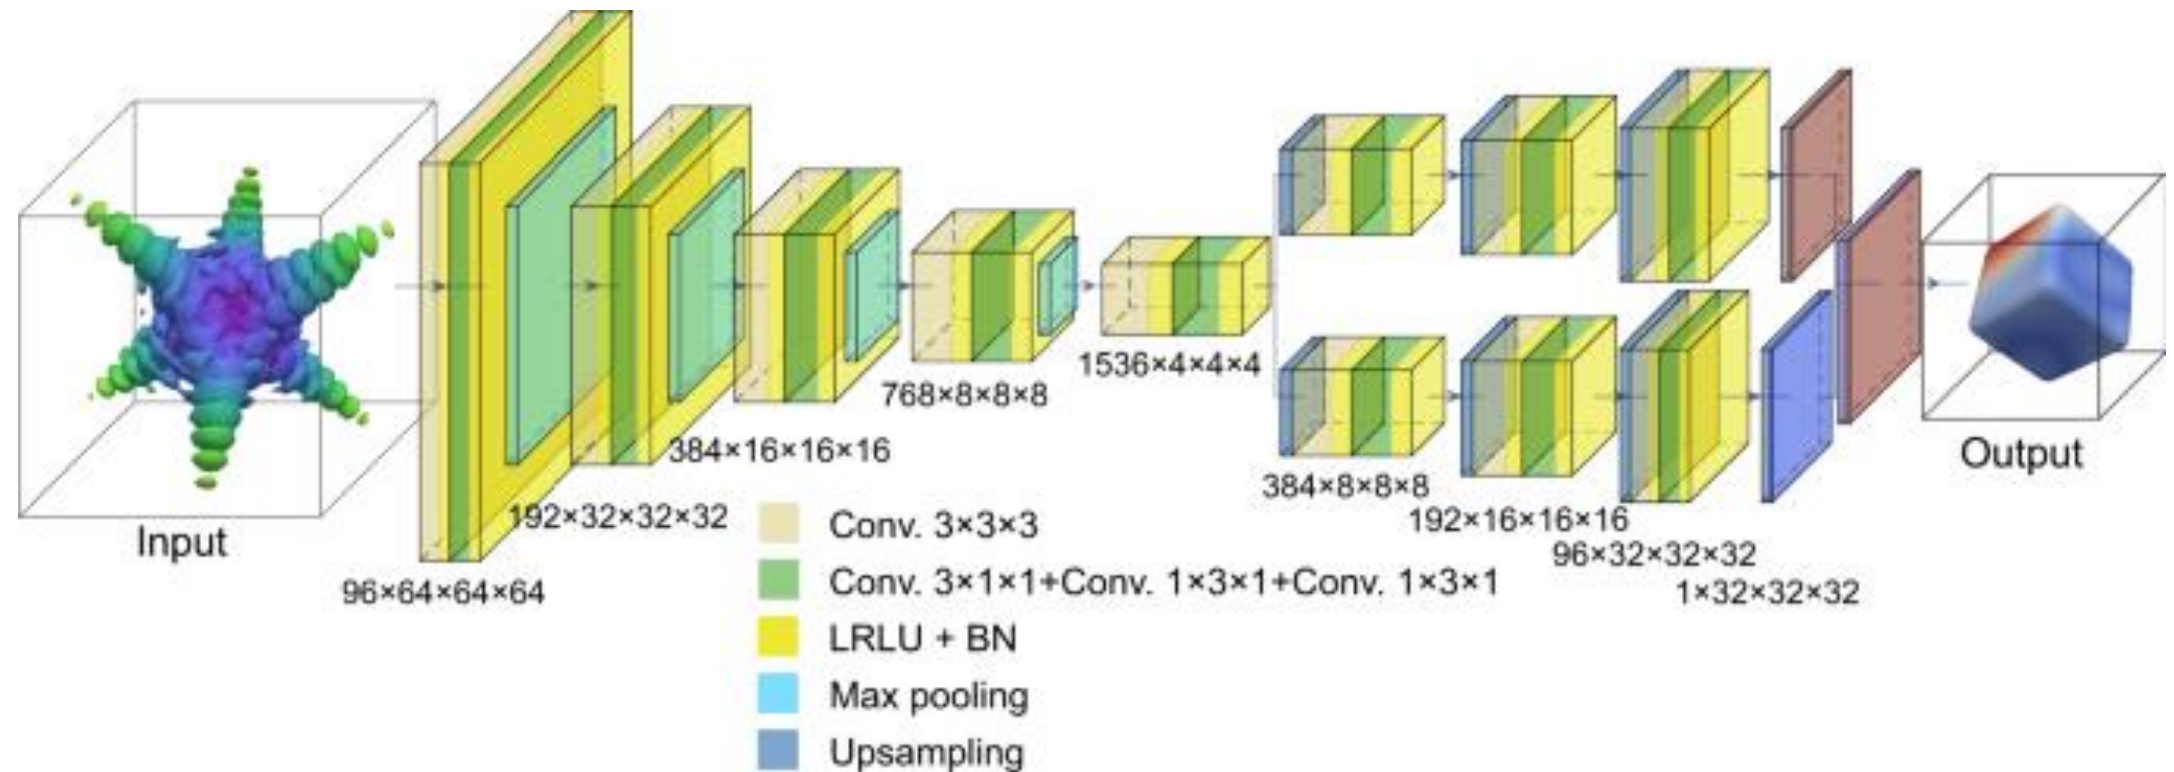 Input
96×64×64×64
192×32×32×32
384×16×16×16
768×8×8×8
1536×4×4×4
384×8×8×8
192×16×16×16
96×32×32×32
1×32×32×32
Output
Conv. 3×3×3
Conv. 3×1×1+Conv. 1×3×1+Conv. 1×3×1
LRLU + BN
Max pooling
Upsampling